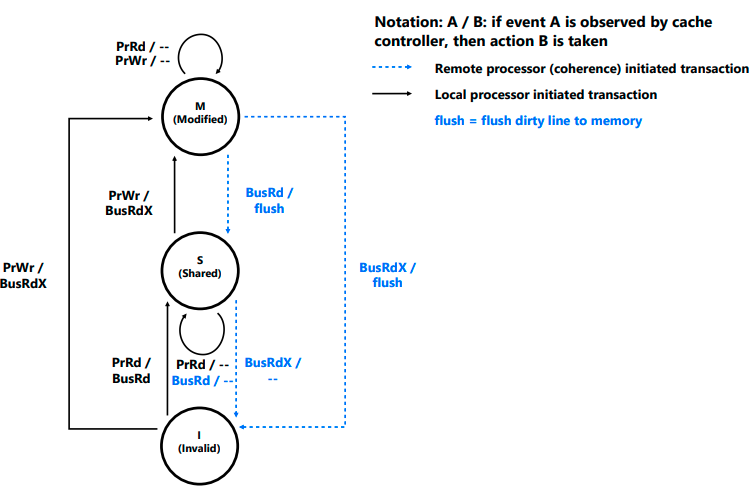 Notation: A / B: if event A is observed by cache
controller, then action B is taken
Remote processor (coherence) initiated transaction
Local processor initiated transaction
flush = flush dirty line to memory
PrRd / --
PrWr / --
M
(Modified)
PrWr /
BusRdX
BusRd /
flush
S
(Shared)
PrWr /
BusRdX
BusRdX /
flush
PrRd /
BusRd
PrRd / --
BusRd / --
BusRdX /
--
I
(Invalid)